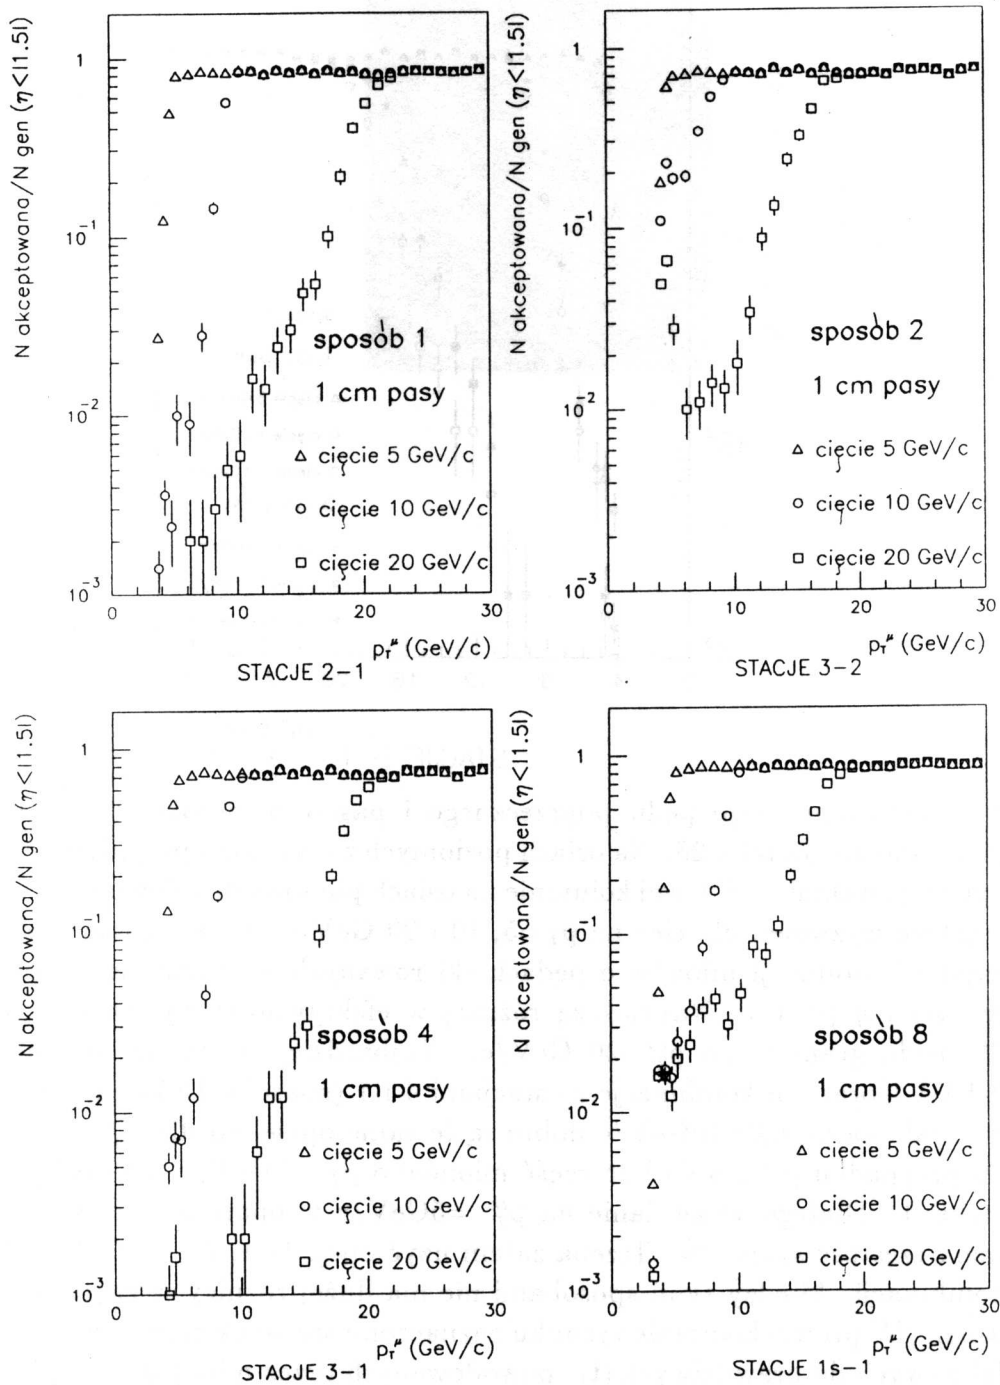 N akceptowana/N gen (η<|1.5|)
1
10⁻¹
10⁻²
10⁻³
sposòb 1
1 cm pasy
△ cięcie 5 GeV/c
○ cięcie 10 GeV/c
□ cięcie 20 GeV/c
0 10 20 30
p_T^μ (GeV/c)
STACJE 2-1
N akceptowana/N gen (η<|1.5|)
1
10⁻¹
10⁻²
10⁻³
sposòb 2
1 cm pasy
△ cięcie 5 GeV/c
○ cięcie 10 GeV/c
□ cięcie 20 GeV/c
0 10 20 30
p_T^μ (GeV/c)
STACJE 3-2
N akceptowana/N gen (η<|1.5|)
1
10⁻¹
10⁻²
10⁻³
sposòb 4
1 cm pasy
△ cięcie 5 GeV/c
○ cięcie 10 GeV/c
□ cięcie 20 GeV/c
0 10 20 30
p_T^μ (GeV/c)
STACJE 3-1
N akceptowana/N gen (η<|1.5|)
1
10⁻¹
10⁻²
10⁻³
sposòb 8
1 cm pasy
△ cięcie 5 GeV/c
○ cięcie 10 GeV/c
□ cięcie 20 GeV/c
0 10 20 30
p_T^μ (GeV/c)
STACJE 1s-1